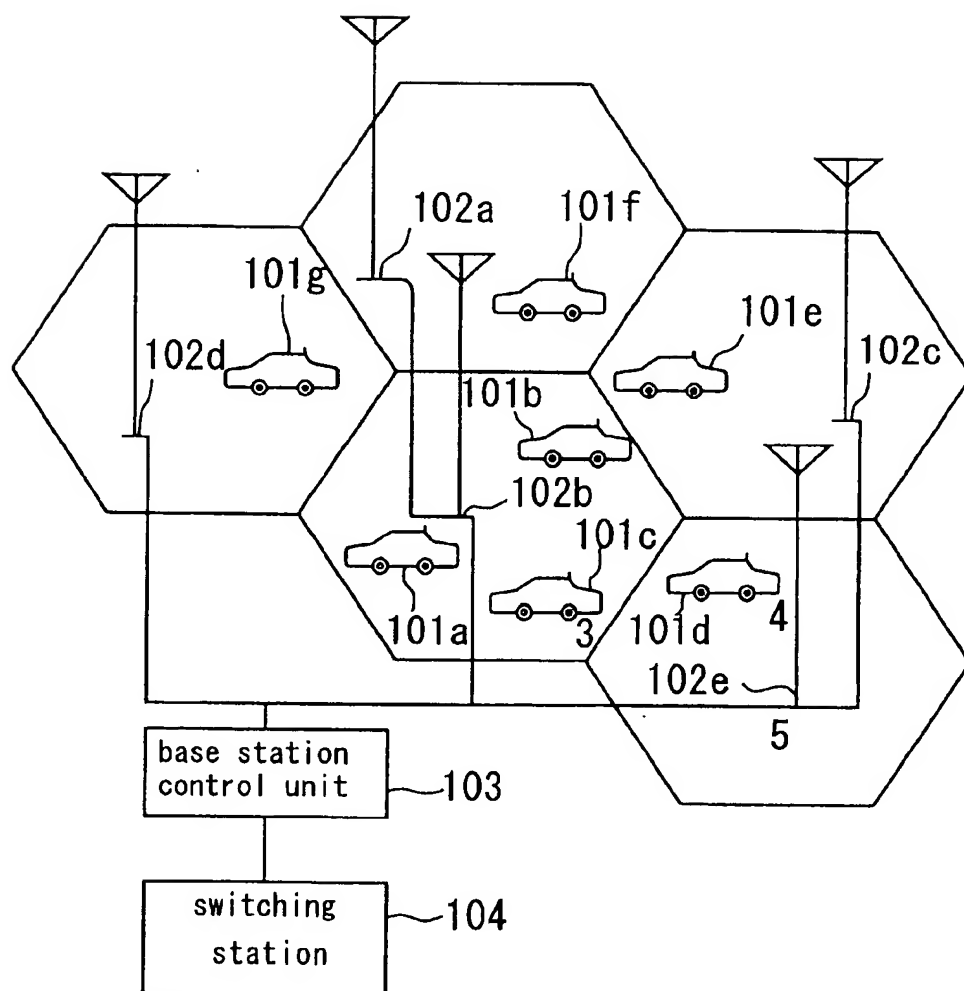 102a
101f
101g
101e
102d
102c
101b
102b
101c
101a
3
101d
4
102e
5
base station
control unit
103
switching
station
104